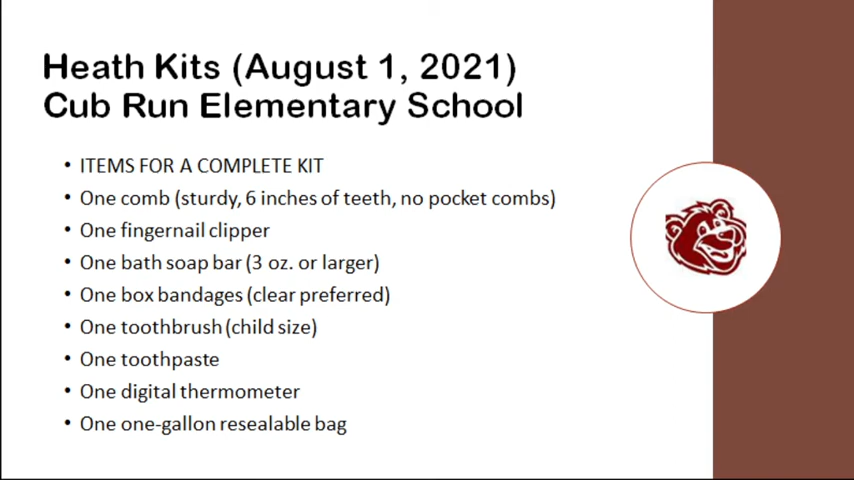 Heath Kits (August 1, 2021)
Cub Run Elementary School
• ITEMS FOR A COMPLETE KIT
• One comb (sturdy, 6 inches of teeth, no pocket combs)
• One fingernail clipper
• One bath soap bar (3 oz. or larger)
• One box bandages (clear preferred)
• One toothbrush (child size)
• One toothpaste
• One digital thermometer
• One one-gallon resealable bag